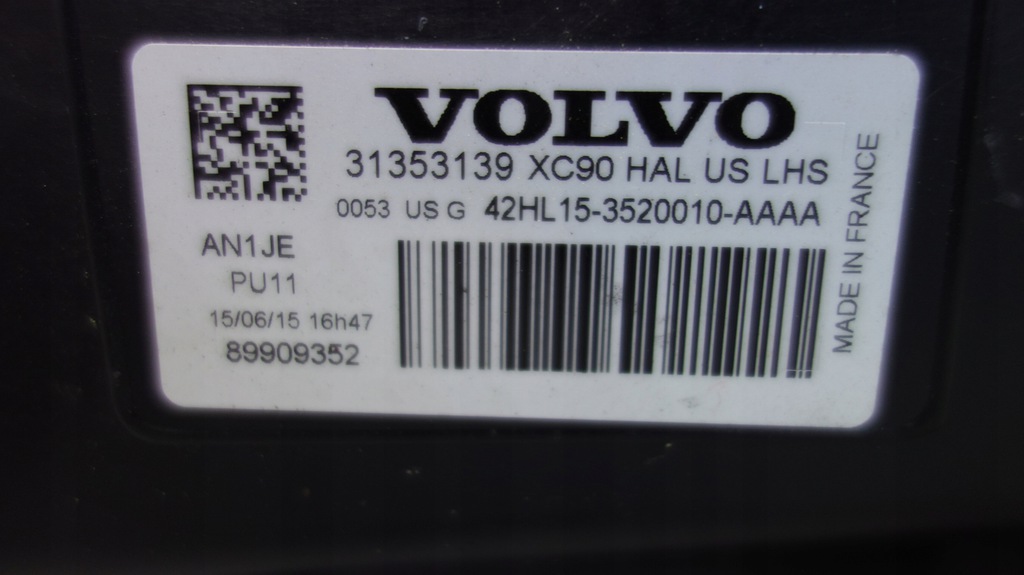 VOLVO
31353139 XC90 HAL US LHS
0053 US G 42HL15-3520010-AAAA
AN1JE
PU11
15/06/15 16h47
89909352
MADE IN FRANCE